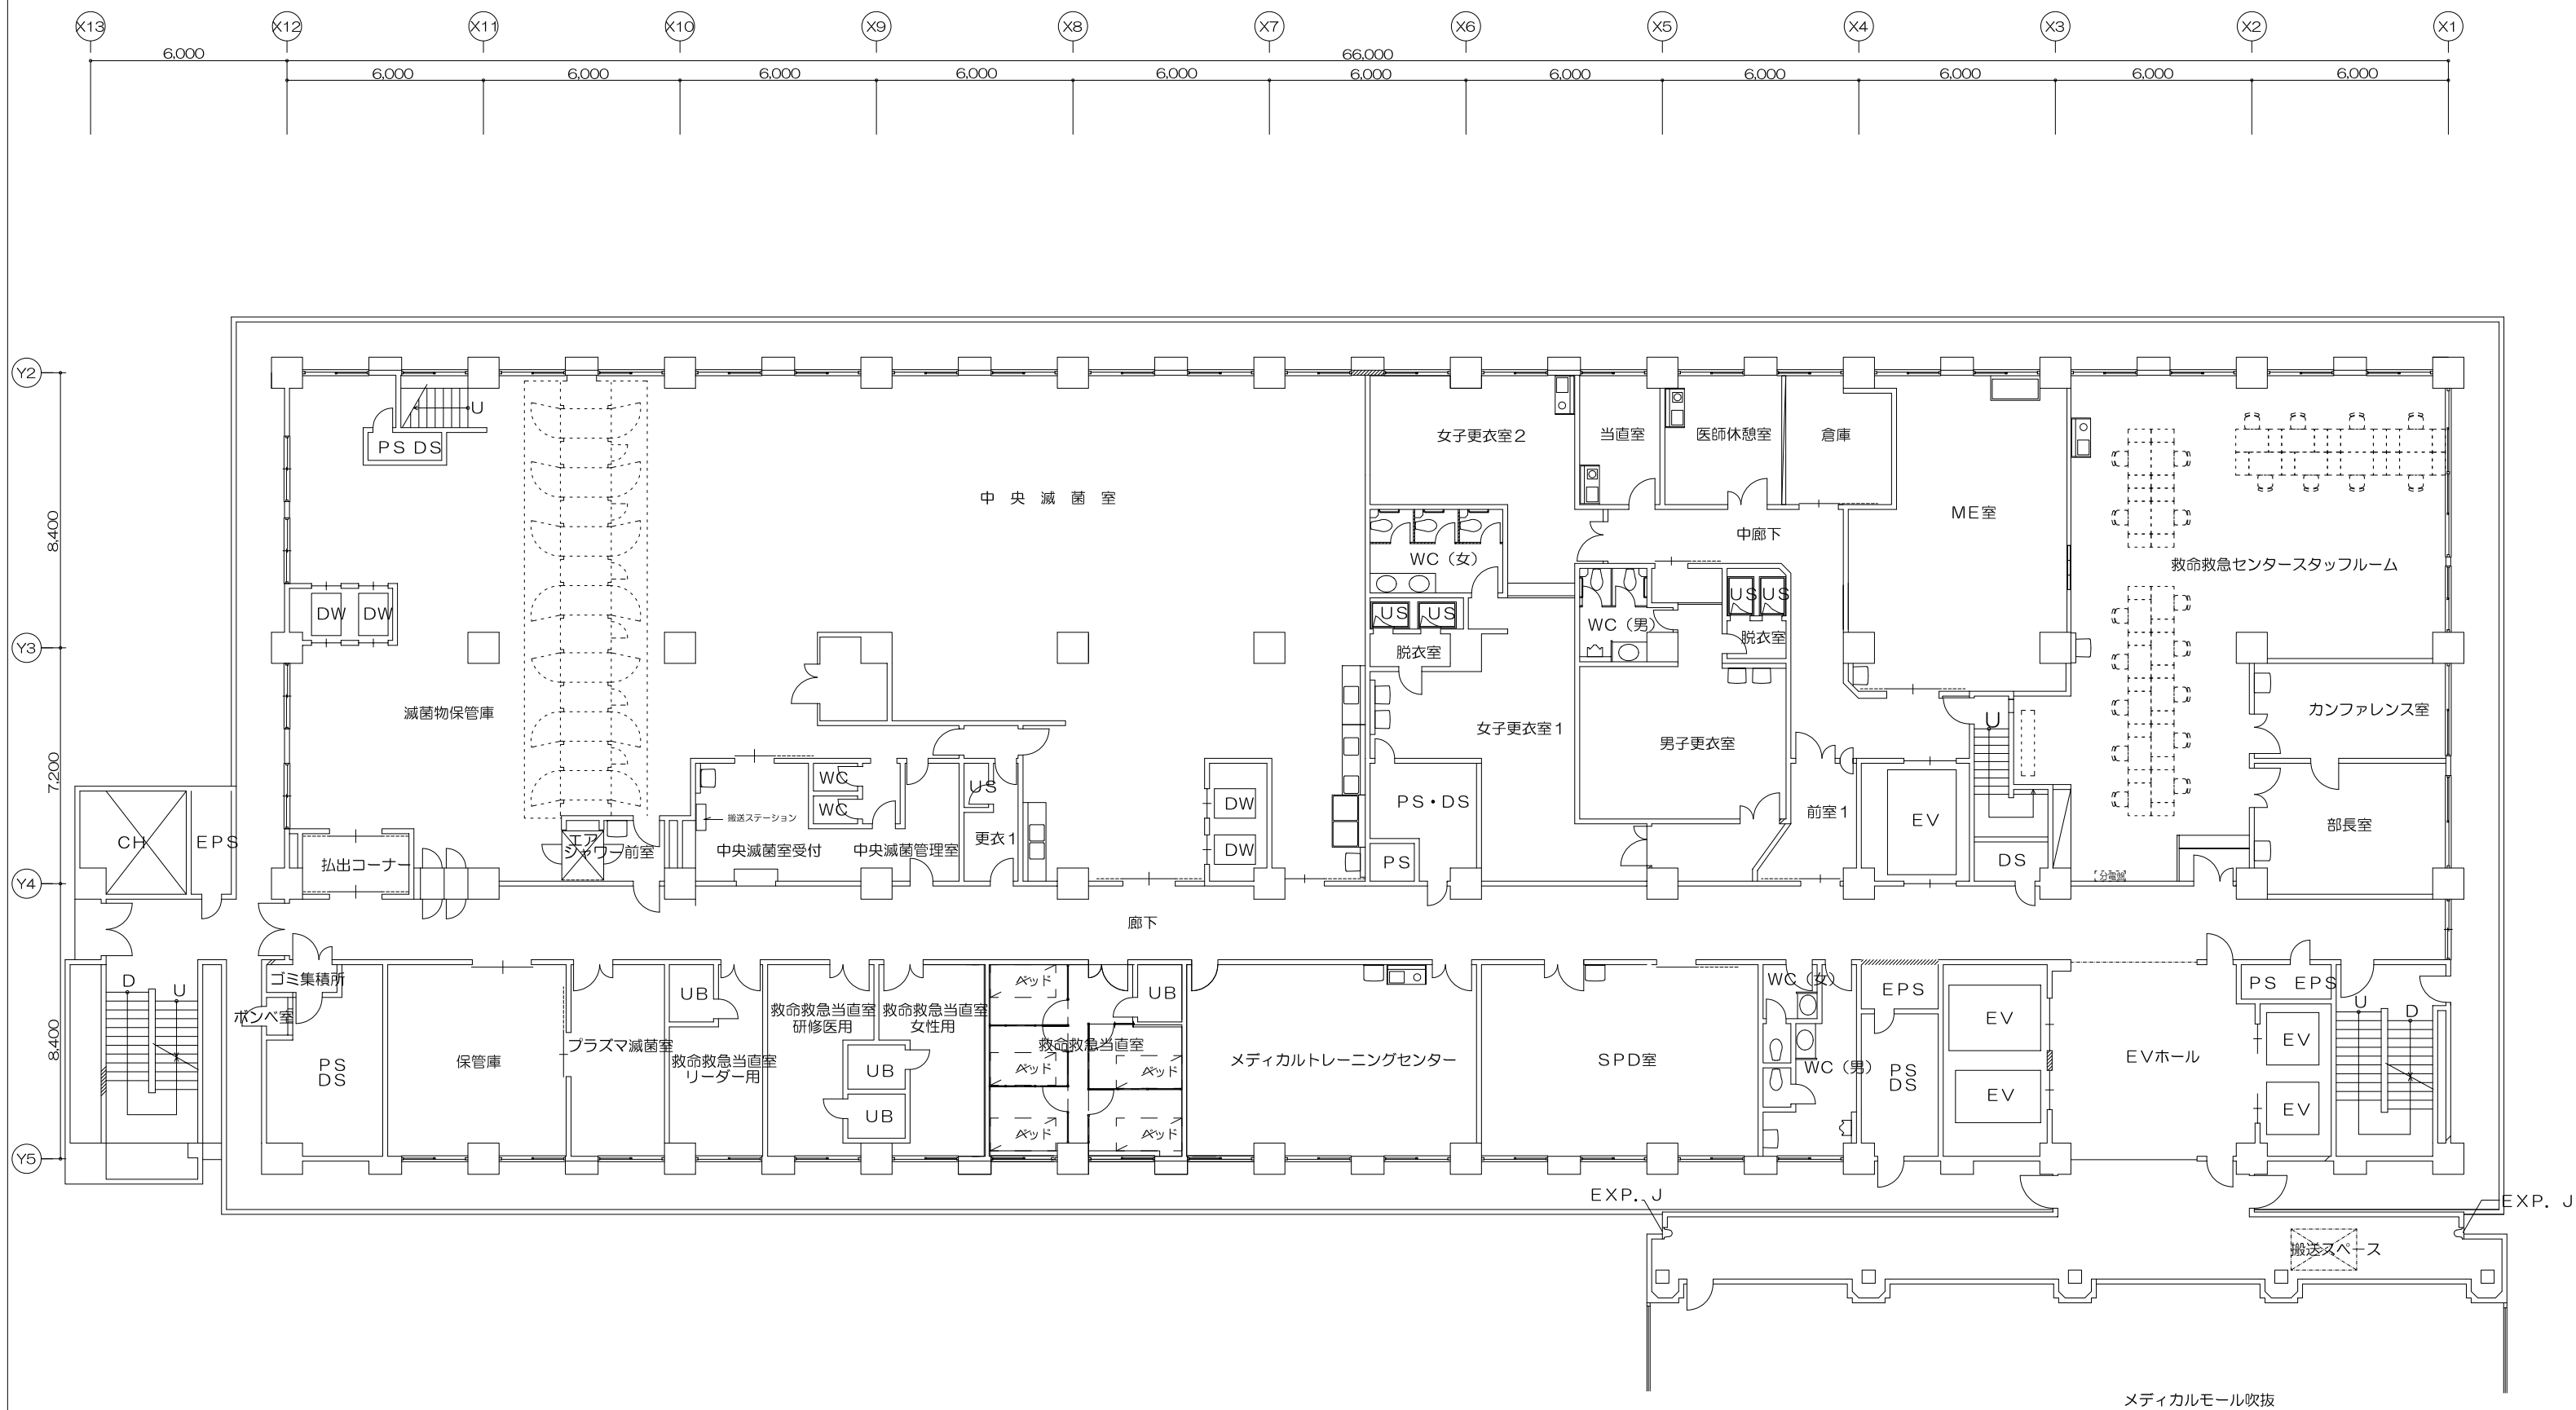 X13 X12 X11 X10 X9 X8 X7 X6 X5 X4 X3 X2 X1
6,000 66,000
6,000 6,000 6,000 6,000 6,000 6,000 6,000 6,000 6,000 6,000 6,000
Y2
U
PS DS
女子更衣室2
当直室
医師休憩室
倉庫
中央滅菌室
ME室
8,400
中廊下
WC(女)
救命救急センタースタッフルーム
DW DW
US US
US US
WC(男)
脱衣室
Y3
脱衣室
滅菌物保管庫
カンファレンス室
女子更衣室1
男子更衣室
U
7,200
WC
WC
US
DW
DW
PS・DS
前室1
EV
搬送ステーション
部長室
CH
EPS
払出コーナー
エア
シャワー
前室
中央滅菌室受付
中央滅菌管理室
更衣1
PS
DS
分電盤
Y4
廊下
D
U
ゴミ集積所
ボンベ室
PS
DS
保管庫
プラズマ滅菌室
UB
救命救急当直室
リーダー用
救命救急当直室
研修医用
救命救急当直室
女性用
UB
UB
ベッド
ベッド
ベッド
救命救急当直室
UB
ベッド
ベッド
メディカルトレーニングセンター
SPD室
WC(女)
WC(男)
EPS
PS
DS
EV
EV
EVホール
PS EPS
EV
EV
U
D
8,400
Y5
EXP. J
EXP. J
搬送スペース
メディカルモール吹抜